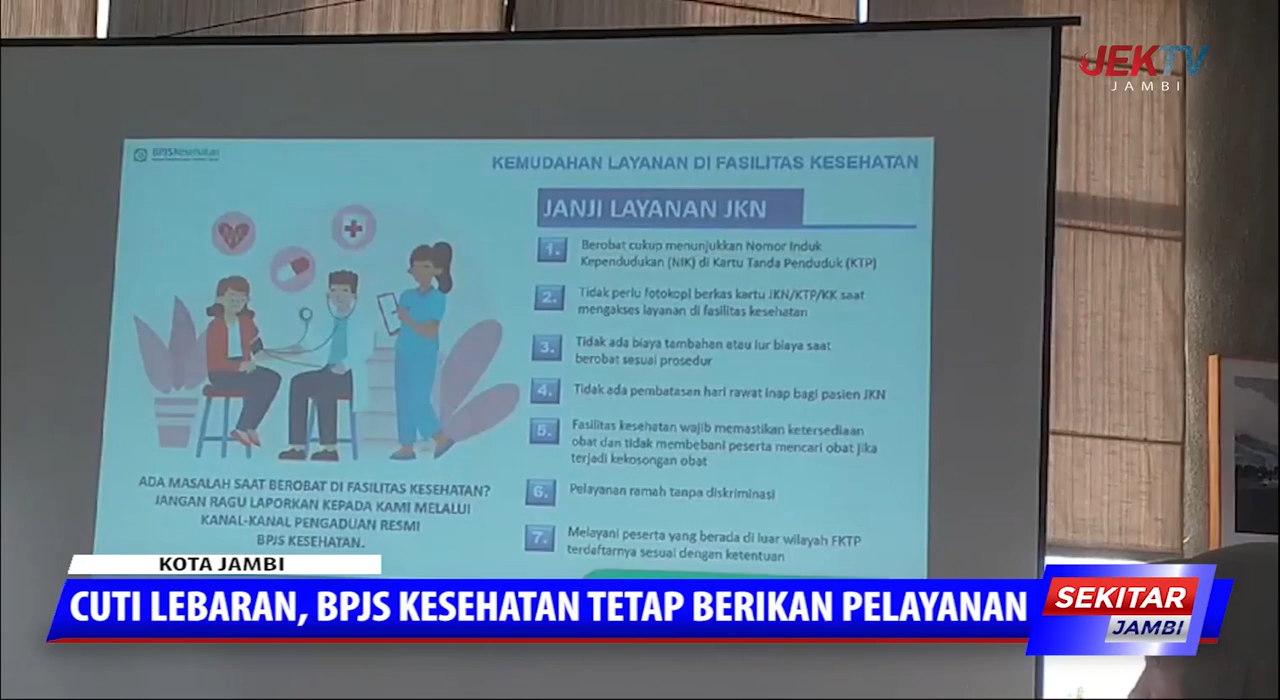 JEKTV
JAMBI
BPJS Kesehatan
KEMUDAHAN LAYANAN DI FASILITAS KESEHATAN
JANJI LAYANAN JKN
1. Berobat cukup menunjukkan Nomor Induk
Kependudukan (NIK) di Kartu Tanda Penduduk (KTP)
2. Tidak perlu fotokopi berkas kartu JKN/KTP/KK saat
mengakses layanan di fasilitas kesehatan
3. Tidak ada biaya tambahan atau iur biaya saat
berobat sesuai prosedur
4. Tidak ada pembatasan hari rawat inap bagi pasien JKN
5. Fasilitas kesehatan wajib memastikan ketersediaan
obat dan tidak membebani peserta mencari obat jika
terjadi kekosongan obat
6. Pelayanan ramah tanpa diskriminasi
7. Melayani peserta yang berada di luar wilayah FKTP
terdaftarnya sesuai dengan ketentuan
ADA MASALAH SAAT BEROBAT DI FASILITAS KESEHATAN?
JANGAN RAGU LAPORKAN KEPADA KAMI MELALUI
KANAL-KANAL PENGADUAN RESMI
BPJS KESEHATAN.
KOTA JAMBI
CUTI LEBARAN, BPJS KESEHATAN TETAP BERIKAN PELAYANAN
SEKITAR
JAMBI